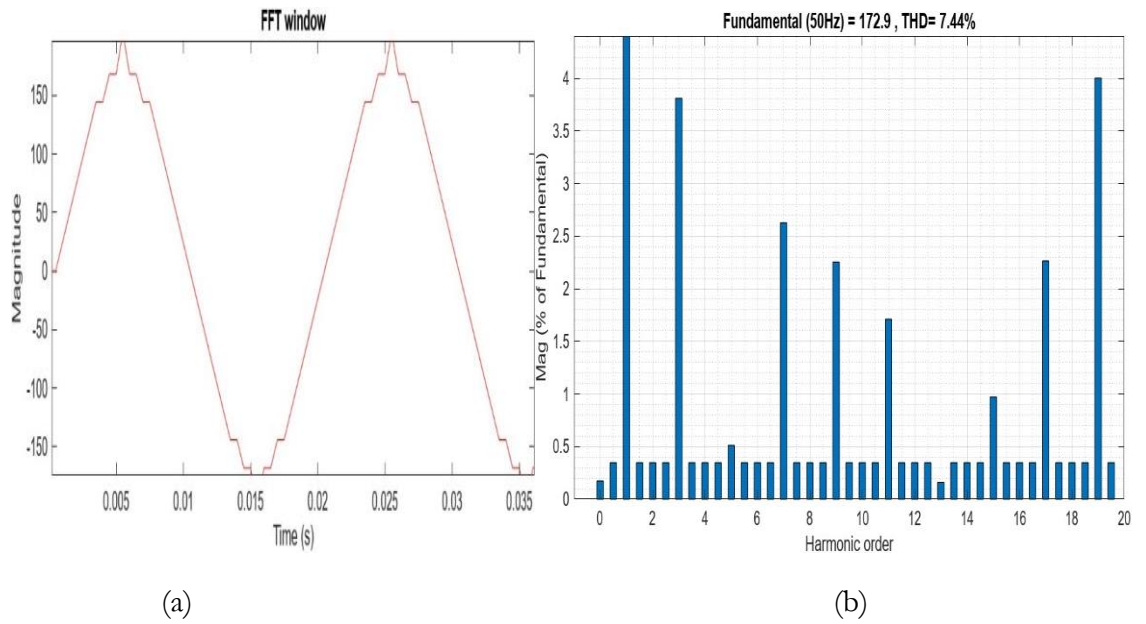 FFT window
Magnitude
150
100
50
0
-50
-100
-150
0.005 0.01 0.015 0.02 0.025 0.03 0.035
Time (s)
(a)
Fundamental (50Hz) = 172.9 , THD= 7.44%
Mag (% of Fundamental)
4
3.5
3
2.5
2
1.5
1
0.5
0
0 2 4 6 8 10 12 14 16 18 20
Harmonic order
(b)